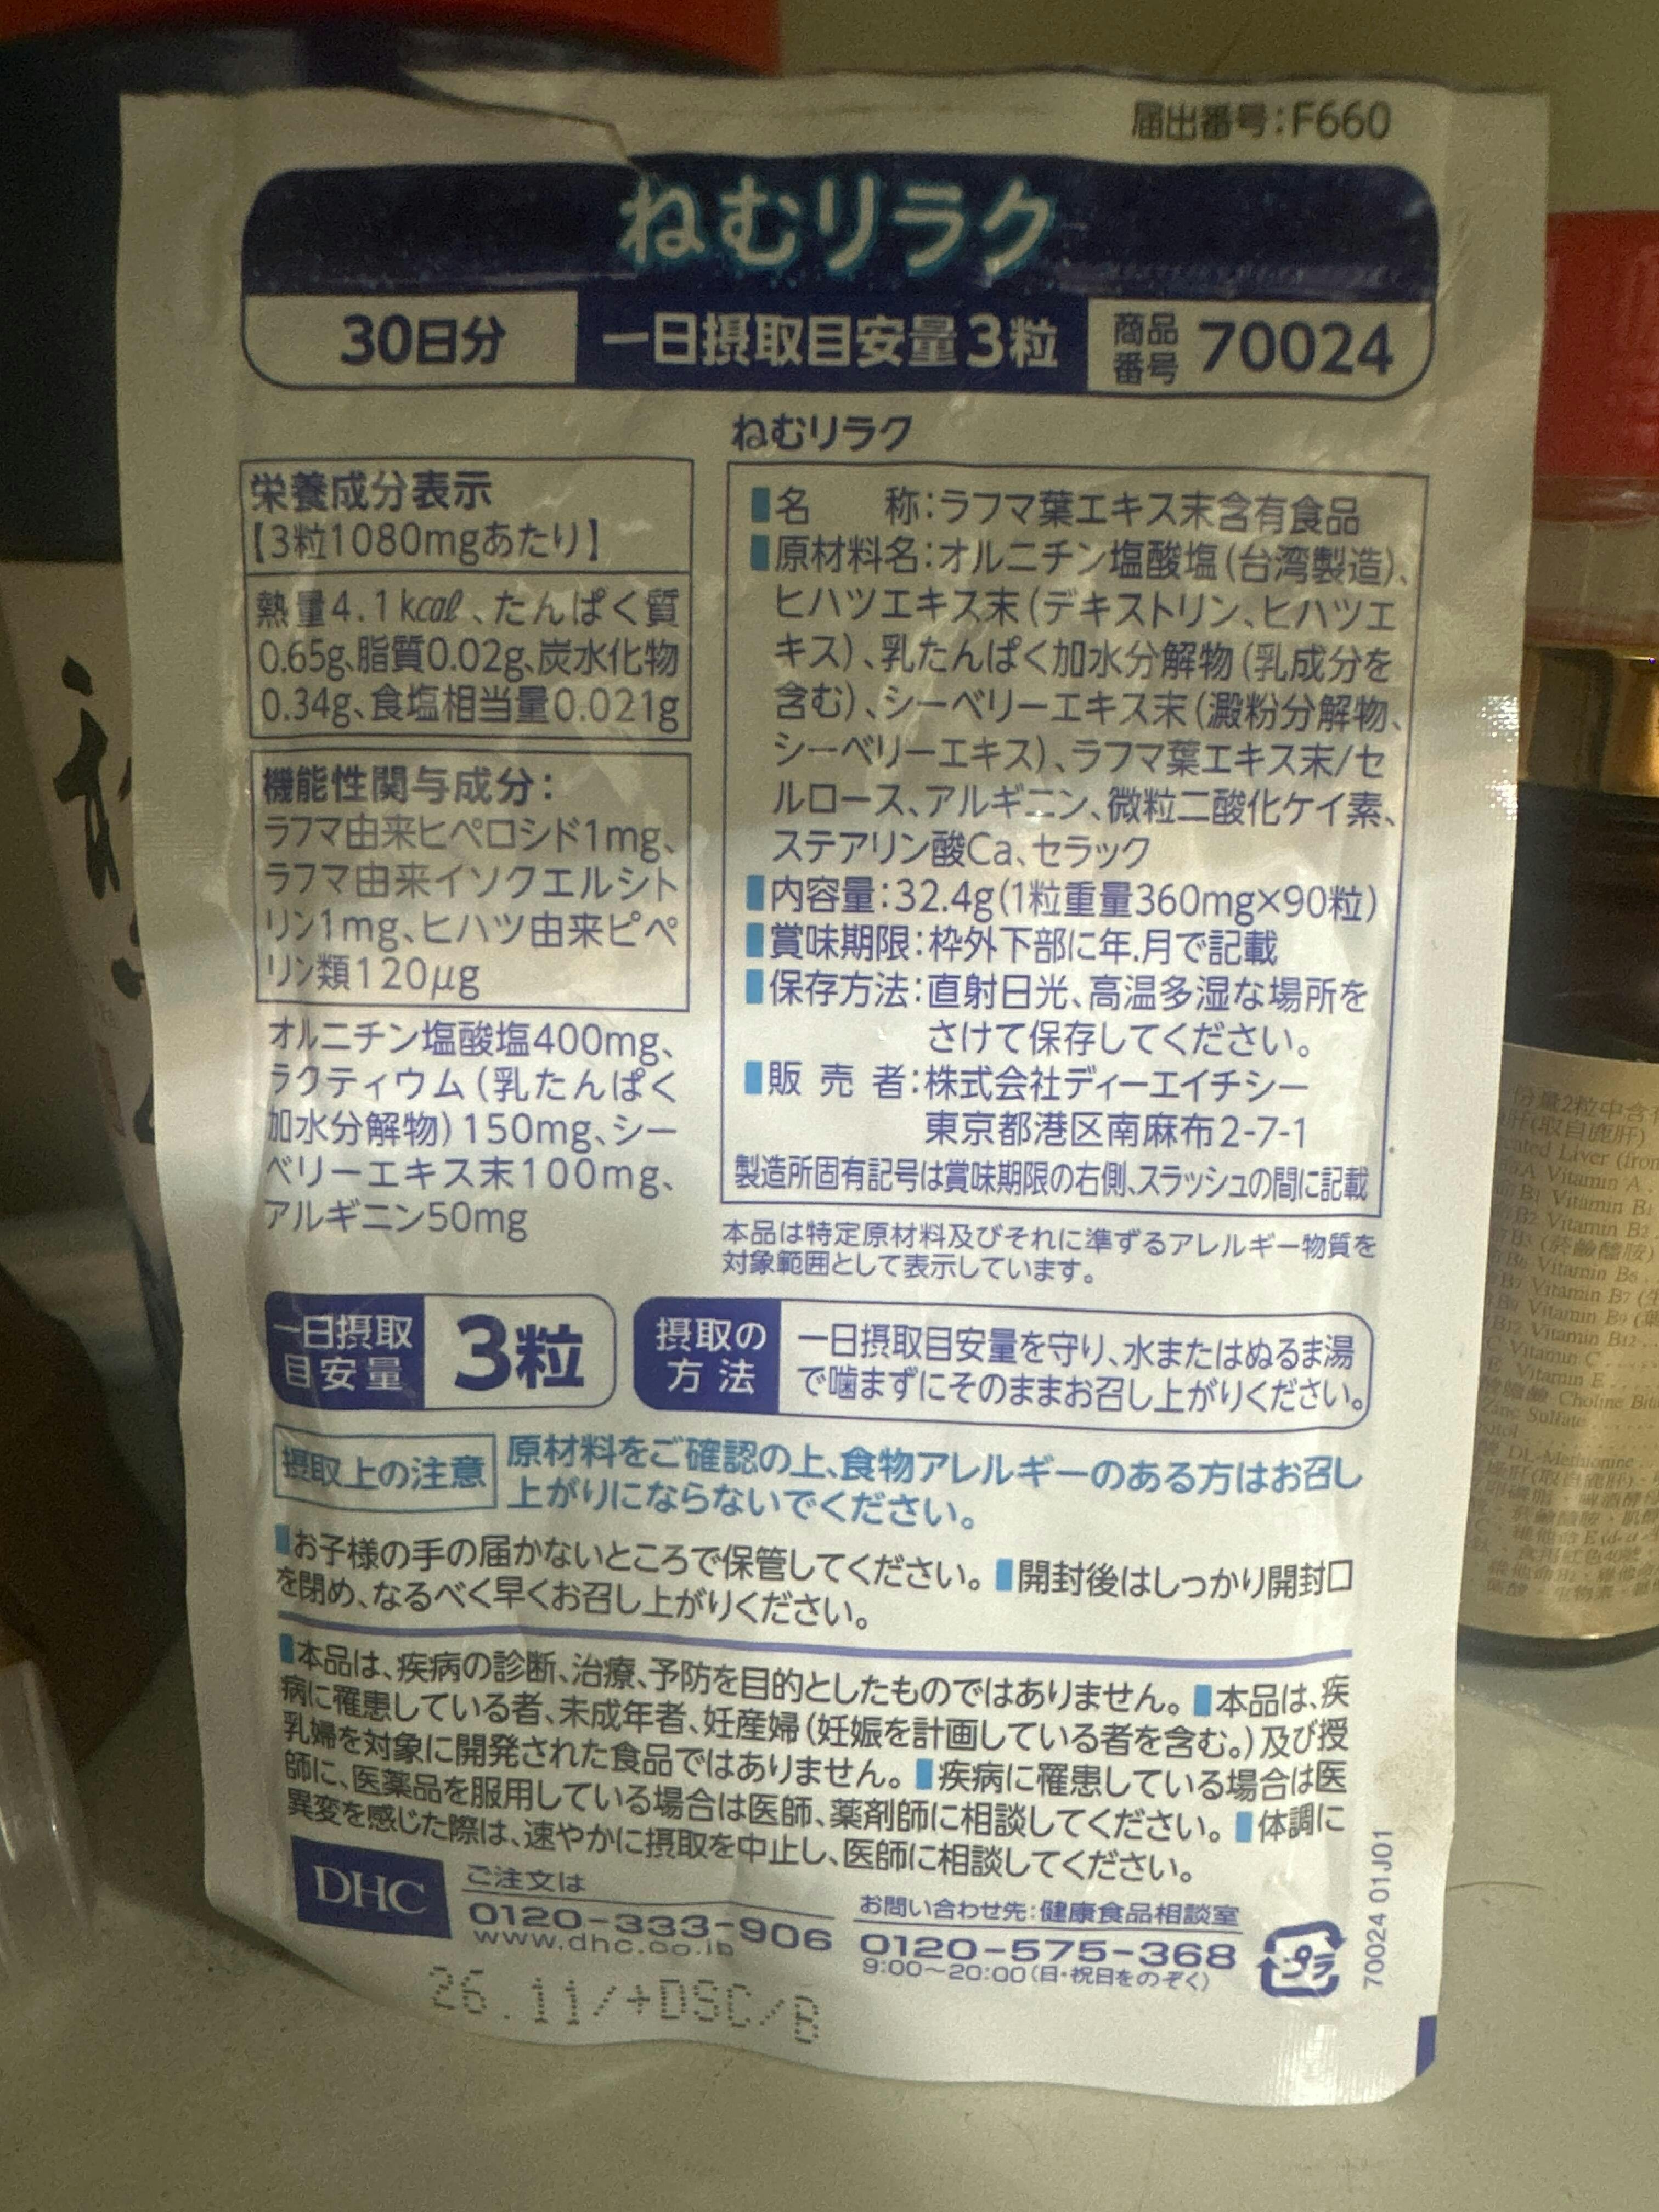 届出番号：F660
ねむリラク
30日分
一日摂取目安量3粒
商品番号 70024
栄養成分表示
【3粒1080mgあたり】
熱量4.1kcal、たんぱく質
0.65g、脂質0.02g、炭水化物
0.34g、食塩相当量0.021g
機能性関与成分：
ラフマ由来ヒペロシド1mg、
ラフマ由来イソクエルシト
リン1mg、ヒハツ由来ピペ
リン類120μg
オルニチン塩酸塩400mg、
ラクティウム（乳たんぱく
加水分解物）150mg、シー
ベリーエキス末100mg、
アルギニン50mg
ねむリラク
名　　称：ラフマ葉エキス末含有食品
原材料名：オルニチン塩酸塩（台湾製造）、
ヒハツエキス末（デキストリン、ヒハツエ
キス）、乳たんぱく加水分解物（乳成分を
含む）、シーベリーエキス末（澱粉分解物、
シーベリーエキス）、ラフマ葉エキス末/セ
ルロース、アルギニン、微粒二酸化ケイ素、
ステアリン酸Ca、セラック
内容量：32.4g（1粒重量360mg×90粒）
賞味期限：枠外下部に年.月で記載
保存方法：直射日光、高温多湿な場所を
さけて保存してください。
販 売 者：株式会社ディーエイチシー
東京都港区南麻布2-7-1
製造所固有記号は賞味期限の右側、スラッシュの間に記載
本品は特定原材料及びそれに準ずるアレルギー物質を
対象範囲として表示しています。
一日摂取
目安量
3粒
摂取の
方法
一日摂取目安量を守り、水またはぬるま湯
で噛まずにそのままお召し上がりください。
摂取上の注意
原材料をご確認の上、食物アレルギーのある方はお召し
上がりにならないでください。
お子様の手の届かないところで保管してください。 開封後はしっかり開封口
を閉め、なるべく早くお召し上がりください。
本品は、疾病の診断、治療、予防を目的としたものではありません。 本品は、疾
病に罹患している者、未成年者、妊産婦（妊娠を計画している者を含む。）及び授
乳婦を対象に開発された食品ではありません。 疾病に罹患している場合は医
師に、医薬品を服用している場合は医師、薬剤師に相談してください。 体調に
異変を感じた際は、速やかに摂取を中止し、医師に相談してください。
DHC
ご注文は
0120-333-906
www.dhc.co.jp
お問い合わせ先：健康食品相談室
0120-575-368
9:00〜20:00（日・祝日をのぞく）
プラ
70024 01J01
26.11/+DSC/B
份量2粒中含有
Vitamin A
Vitamin B1
B2 Vitamin B2
Vitamin B6
B7 Vitamin B7
B9 Vitamin B9
B12 Vitamin B12
C Vitamin C
E Vitamin E
Zinc Sulfate
DL-Methionine